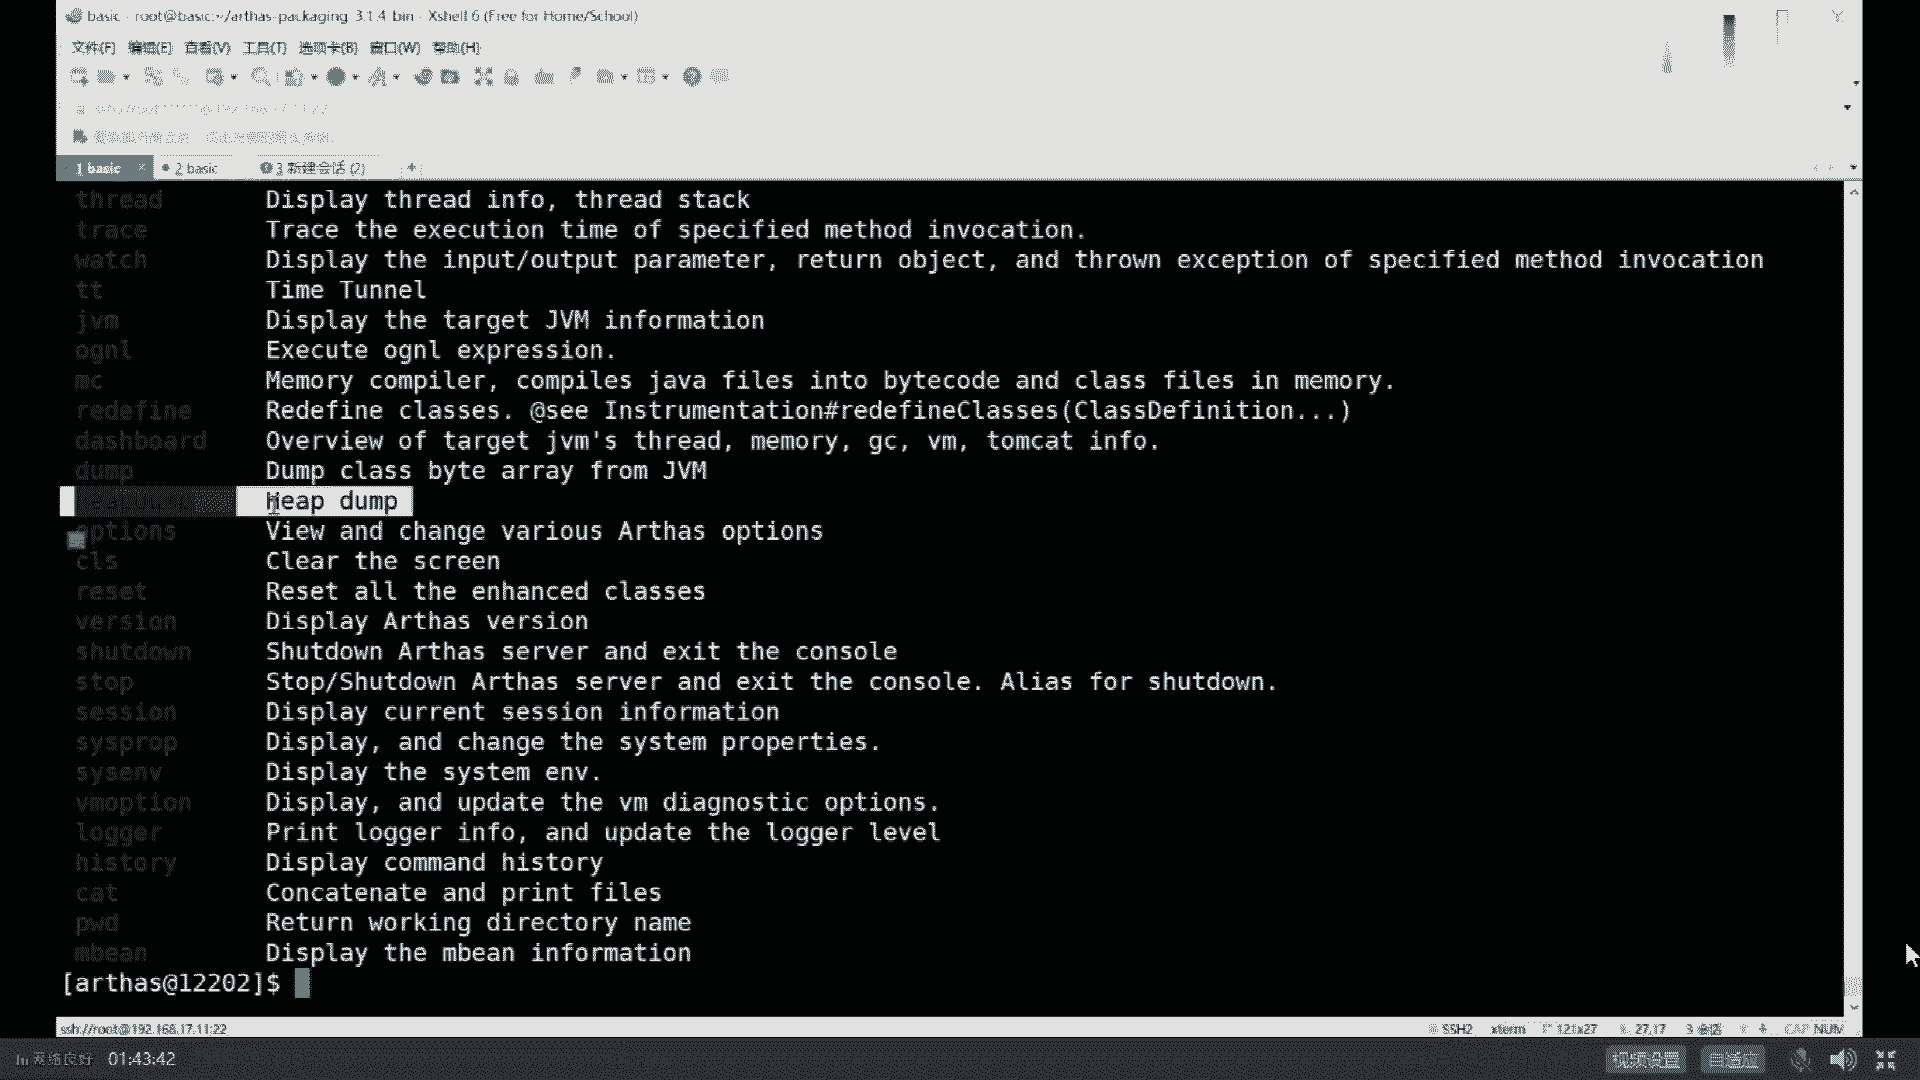 basic - root@basic:~/arthas-packaging-3.1.4-bin - Xshell 6 (Free for Home/School)
文件(F) 编辑(E) 查看(V) 工具(T) 选项卡(B) 窗口(W) 帮助(H)
1 basic × 2 basic 3 新建会话 (2) +
thread Display thread info, thread stack
trace Trace the execution time of specified method invocation.
watch Display the input/output parameter, return object, and thrown exception of specified method invocation
tt Time Tunnel
jvm Display the target JVM information
ognl Execute ognl expression.
mc Memory compiler, compiles java files into bytecode and class files in memory.
redefine Redefine classes. @see Instrumentation#redefineClasses(ClassDefinition...)
dashboard Overview of target jvm's thread, memory, gc, vm, tomcat info.
dump Dump class byte array from JVM
Heap dump
options View and change various Arthas options
cls Clear the screen
reset Reset all the enhanced classes
version Display Arthas version
shutdown Shutdown Arthas server and exit the console
stop Stop/Shutdown Arthas server and exit the console. Alias for shutdown.
session Display current session information
sysprop Display, and change the system properties.
sysenv Display the system env.
vmoption Display, and update the vm diagnostic options.
logger Print logger info, and update the logger level
history Display command history
cat Concatenate and print files
pwd Return working directory name
mbean Display the mbean information
[arthas@12202]$
ssh://root@192.168.17.11:22 SSH2 xterm 121x27 27,17 3 会话 CAP NUM
网络良好 01:43:42 视频设置 自适应